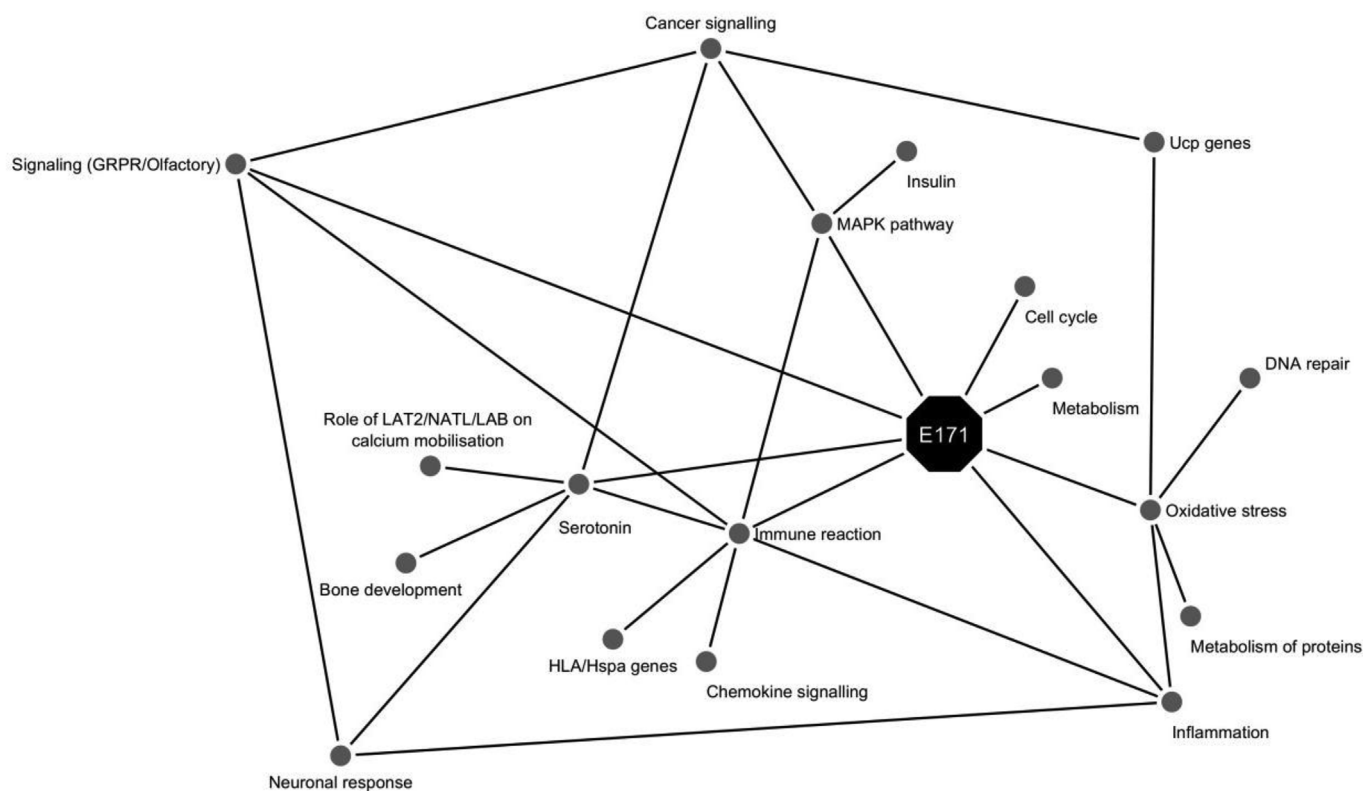 Cancer signalling
Ucp genes
Signaling (GRPR/Olfactory)
Insulin
MAPK pathway
Cell cycle
DNA repair
Metabolism
Role of LAT2/NATL/LAB on
calcium mobilisation
E171
Oxidative stress
Serotonin
Immune reaction
Bone development
Metabolism of proteins
HLA/Hspa genes
Chemokine signalling
Inflammation
Neuronal response